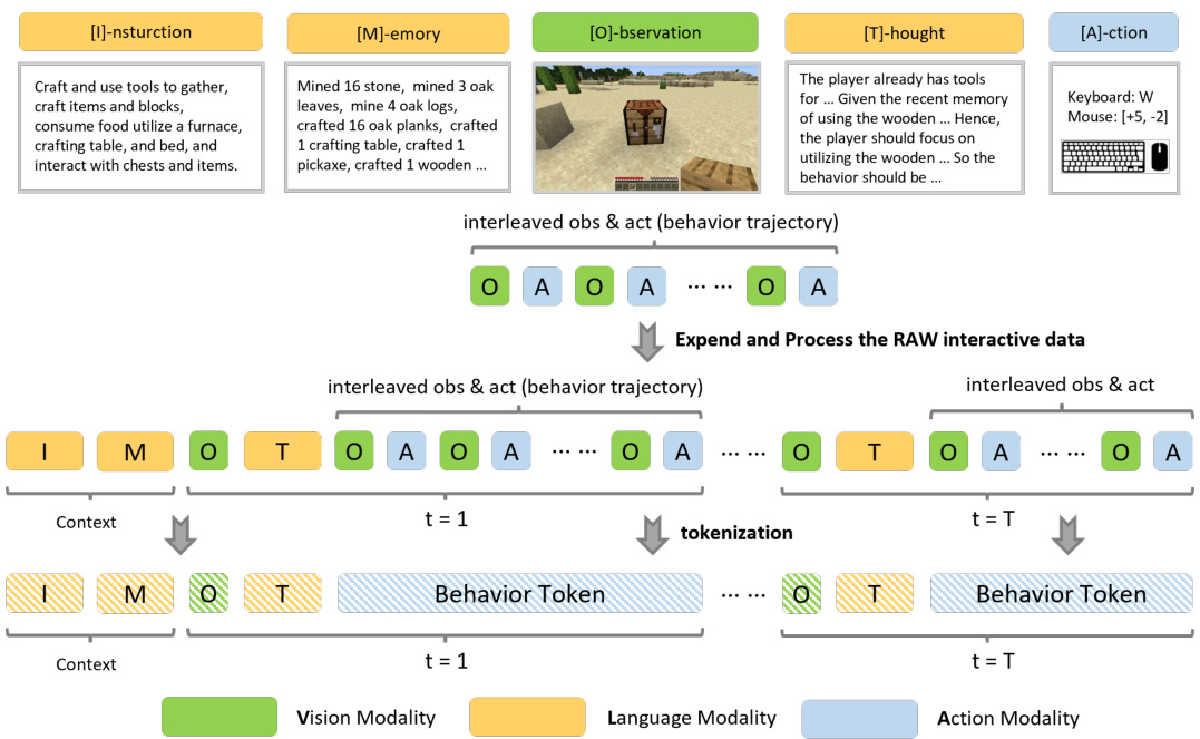 [I]-nsturction
[M]-emory
[O]-bservation
[T]-hought
[A]-ction
Craft and use tools to gather,
craft items and blocks,
consume food utilize a furnace,
crafting table, and bed, and
interact with chests and items.
Mined 16 stone, mined 3 oak
leaves, mine 4 oak logs,
crafted 16 oak planks, crafted
1 crafting table, crafted 1
pickaxe, crafted 1 wooden ...
The player already has tools
for ... Given the recent memory
of using the wooden ... Hence,
the player should focus on
utilizing the wooden ... So the
behavior should be ...
Keyboard: W
Mouse: [+5, -2]
interleaved obs & act (behavior trajectory)
O A O A ... ... O A
Expend and Process the RAW interactive data
interleaved obs & act (behavior trajectory)
interleaved obs & act
I M O T O A O A ... ... O A ... ... O T O A ... ... O A
Context
t = 1
t = T
tokenization
I M O T Behavior Token ... ... O T Behavior Token
Context
t = 1
t = T
Vision Modality
Language Modality
Action Modality